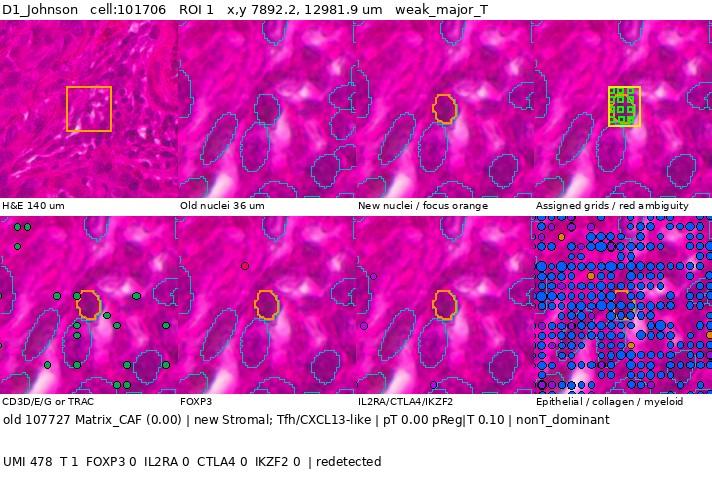 D1_Johnson cell:101706 ROI 1 x,y 7892.2, 12981.9 um weak_major_T
H&E 140 um
Old nuclei 36 um
New nuclei / focus orange
Assigned grids / red ambiguity
CD3D/E/G or TRAC
FOXP3
IL2RA/CTLA4/IKZF2
Epithelial / collagen / myeloid
old 107727 Matrix_CAF (0.00) | new Stromal; Tfh/CXCL13-like | pT 0.00 pReg|T 0.10 | nonT_dominant
UMI 478 T 1 FOXP3 0 IL2RA 0 CTLA4 0 IKZF2 0 | redetected